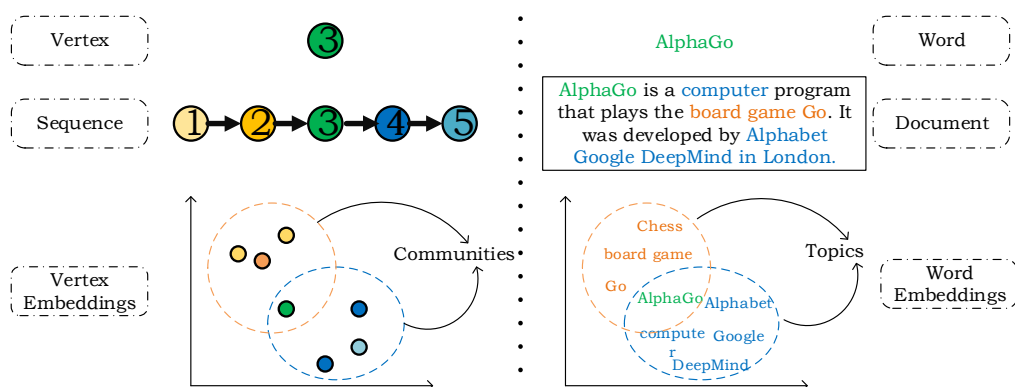 Vertex
3
AlphaGo
Word
Sequence
1 2 3 4 5
AlphaGo is a computer program
that plays the board game Go. It
was developed by Alphabet
Google DeepMind in London.
Document
Vertex
Embeddings
Communities
Chess
board game
Go
AlphaGo
Alphabet
compute
r
Google
DeepMind
Topics
Word
Embeddings